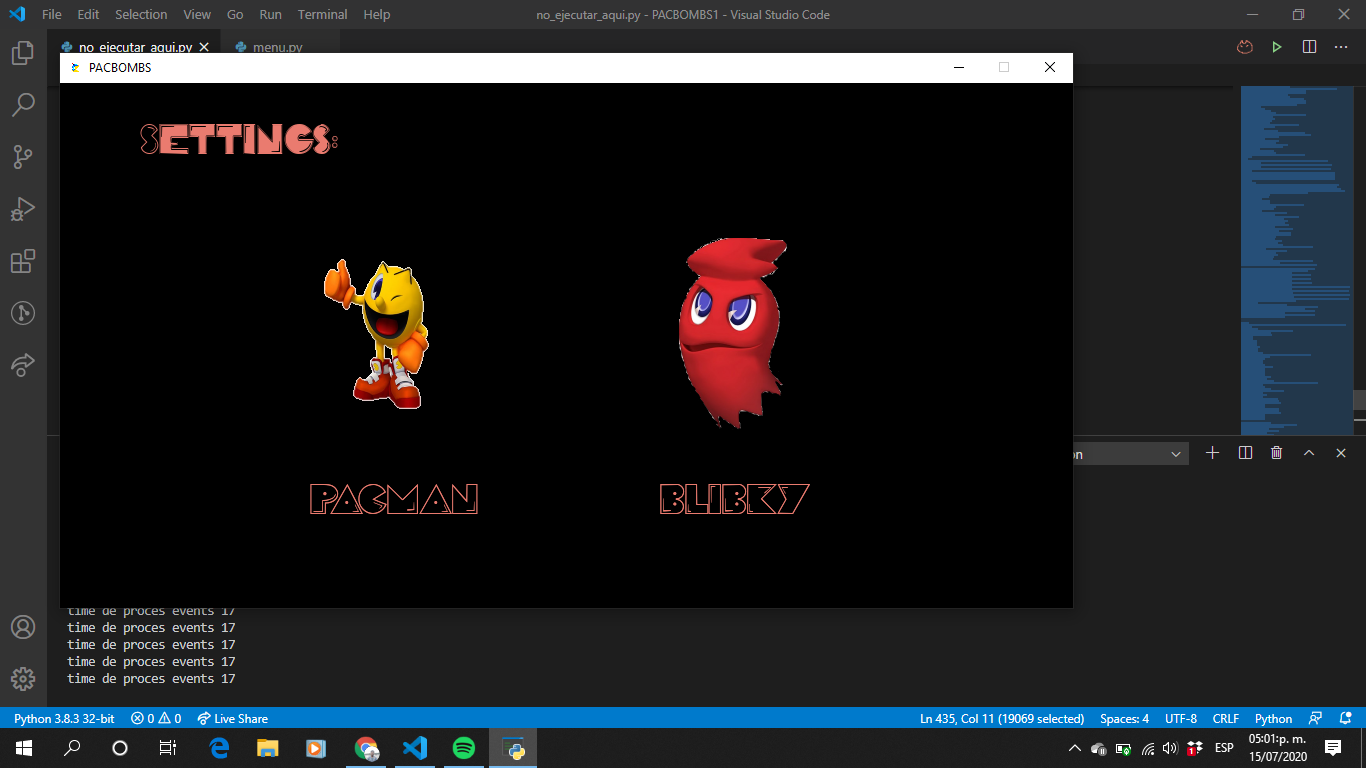 File Edit Selection View Go Run Terminal Help no_ejecutar_aqui.py - PACBOMBS1 - Visual Studio Code
no_ejecutar_aqui.py menu.py
PACBOMBS
SETTINGS:
PACMAN BLIBKY
time de proces events 17
time de proces events 17
time de proces events 17
time de proces events 17
time de proces events 17
Python 3.8.3 32-bit 0 0 Live Share Ln 435, Col 11 (19069 selected) Spaces: 4 UTF-8 CRLF Python
ESP 05:01:p. m.
15/07/2020